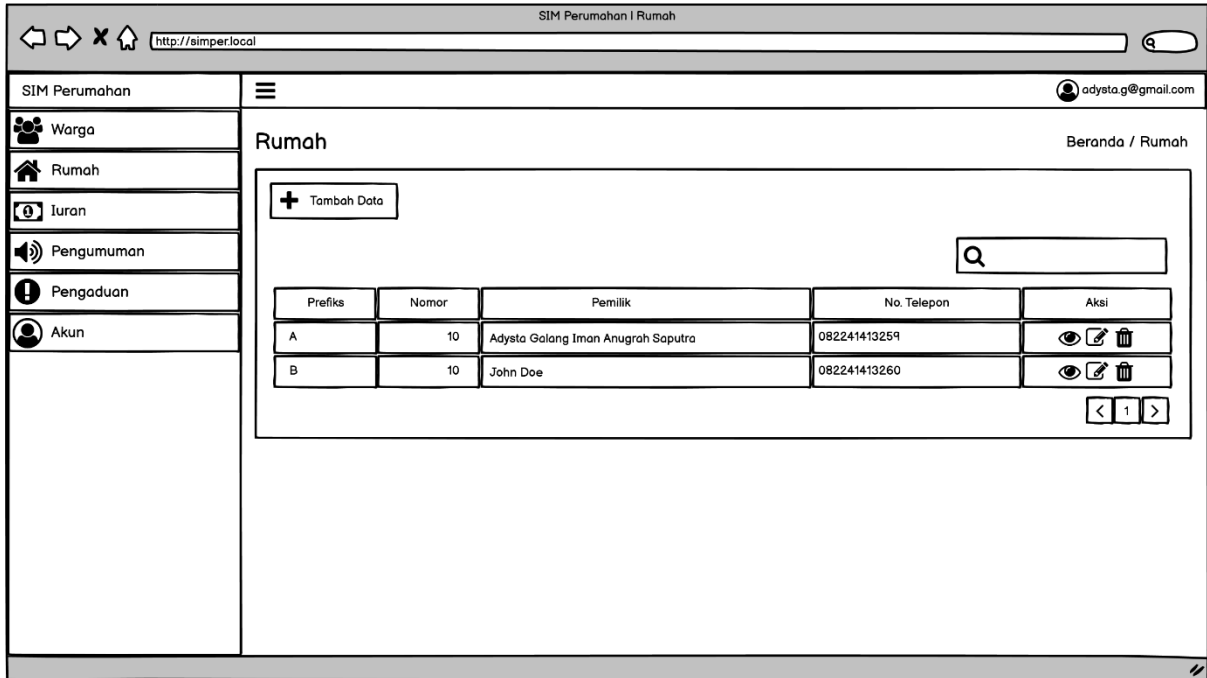 SIM Perumahan | Rumah
http://simper.local
SIM Perumahan
adysta.g@gmail.com
Warga
Rumah
Iuran
Pengumuman
Pengaduan
Akun
Rumah
Beranda / Rumah
Tambah Data
Prefiks Nomor Pemilik No. Telepon Aksi
A 10 Adysta Galang Iman Anugrah Saputra 082241413259
B 10 John Doe 082241413260
< 1 >